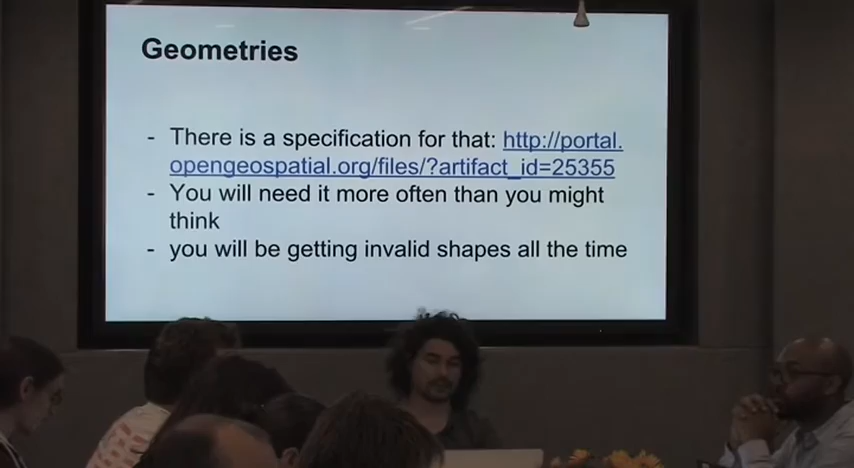 Geometries
- There is a specification for that: http://portal.
opengeospatial.org/files/?artifact_id=25355
- You will need it more often than you might
think
- you will be getting invalid shapes all the time